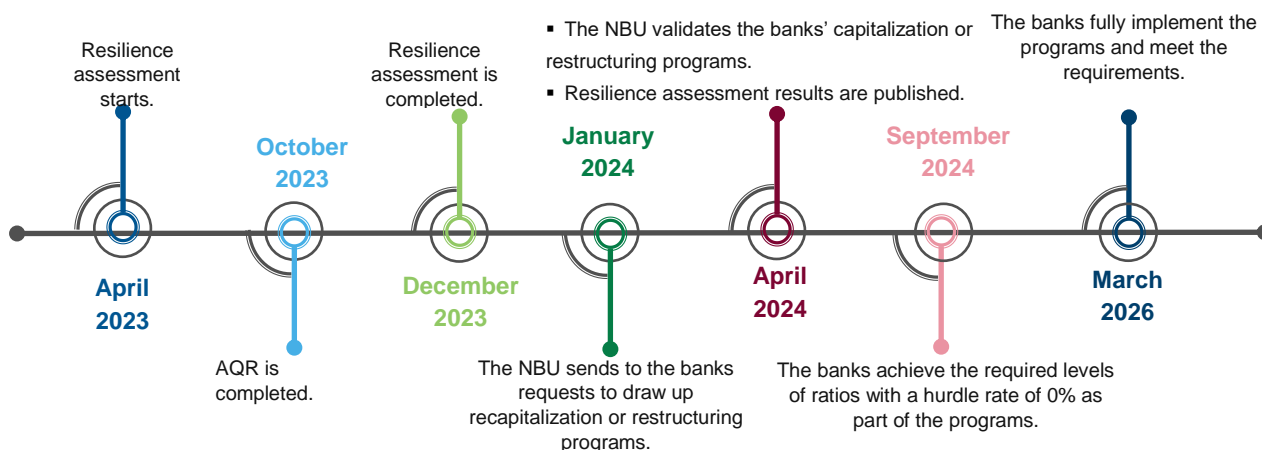 Resilience
assessment
starts.
April
2023
October
2023
AQR is
completed.
Resilience
assessment is
completed.
December
2023
January
2024
The NBU sends to the banks
requests to draw up
recapitalization or restructuring
programs.
▪ The NBU validates the banks’ capitalization or
restructuring programs.
▪ Resilience assessment results are published.
April
2024
September
2024
The banks achieve the required levels
of ratios with a hurdle rate of 0% as
part of the programs.
The banks fully implement the
programs and meet the
requirements.
March
2026